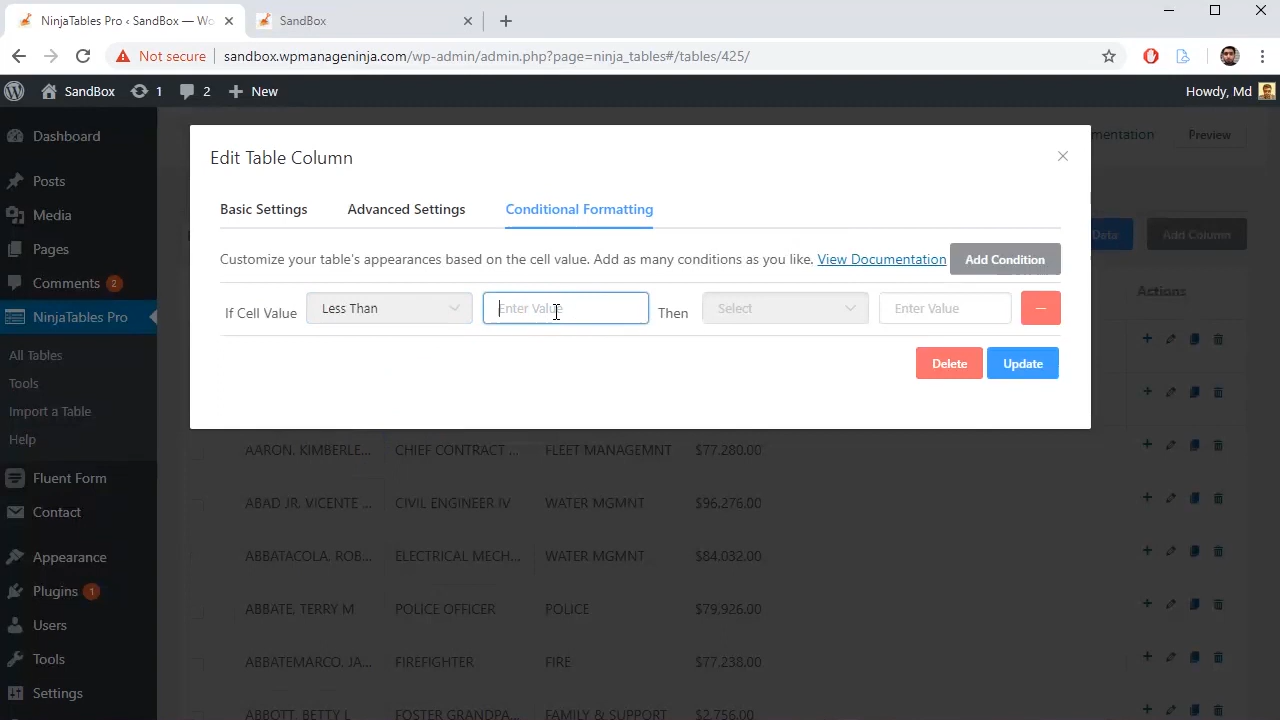 NinjaTables Pro ‹ SandBox — Wo
SandBox
Not secure
sandbox.wpmanageninja.com/wp-admin/admin.php?page=ninja_tables#/tables/425/
SandBox
1
2
New
Howdy, Md
Dashboard
Posts
Media
Pages
Comments 2
NinjaTables Pro
All Tables
Tools
Import a Table
Help
Fluent Form
Contact
Appearance
Plugins 1
Users
Tools
Settings
mentation
Preview
Data
Add Column
Actions
Edit Table Column
Basic Settings
Advanced Settings
Conditional Formatting
Customize your table's appearances based on the cell value. Add as many conditions as you like. View Documentation
Add Condition
If Cell Value
Less Than
Enter Value
Then
Select
Enter Value
Delete
Update
AARON, KIMBERLE... CHIEF CONTRACT ... FLEET MANAGEMNT $77,280.00
ABAD JR, VICENTE ... CIVIL ENGINEER IV WATER MGMNT $96,276.00
ABBATACOLA, ROB... ELECTRICAL MECH... WATER MGMNT $84,032.00
ABBATE, TERRY M POLICE OFFICER POLICE $79,926.00
ABBATEMARCO, JA... FIREFIGHTER FIRE $77,238.00
ABBOTT, BETTY L FOSTER GRANDPA... FAMILY & SUPPORT $2,756.00